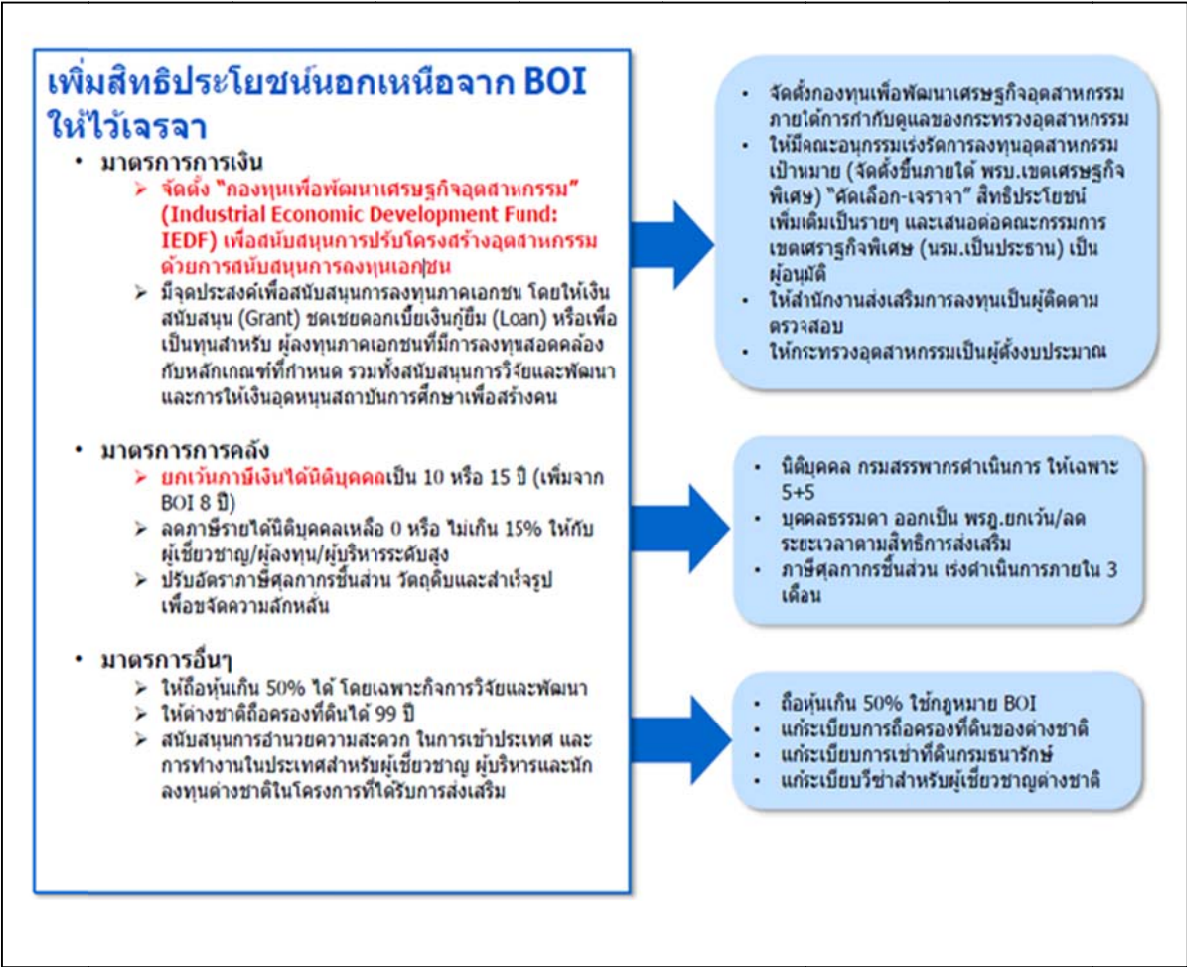 เพิ่มสิทธิประโยชน์นอกเหนือจาก BOI
ให้ไว้เจรจา
• มาตรการการเงิน
➢ จัดตั้ง "กองทุนเพื่อพัฒนาเศรษฐกิจอุตสาหกรรม"
(Industrial Economic Development Fund:
IEDF) เพื่อสนับสนุนการปรับโครงสร้างอุตสาหกรรม
ด้วยการสนับสนุนการลงทุนเอกชน
➢ มีจุดประสงค์เพื่อสนับสนุนการลงทุนภาคเอกชน โดยให้เงิน
สนับสนุน (Grant) ชดเชยดอกเบี้ยเงินกู้ยืม (Loan) หรือเพื่อ
เป็นทุนสำหรับ ผู้ลงทุนภาคเอกชนที่มีการลงทุนสอดคล้อง
กับหลักเกณฑ์ที่กำหนด รวมทั้งสนับสนุนการวิจัยและพัฒนา
และการให้เงินอุดหนุนสถาบันการศึกษาเพื่อสร้างคน
• มาตรการการคลัง
➢ ยกเว้นภาษีเงินได้นิติบุคคลเป็น 10 หรือ 15 ปี (เพิ่มจาก
BOI 8 ปี)
➢ ลดภาษีรายได้นิติบุคคลเหลือ 0 หรือ ไม่เกิน 15% ให้กับ
ผู้เชี่ยวชาญ/ผู้ลงทุน/ผู้บริหารระดับสูง
➢ ปรับอัตราภาษีศุลกากรชิ้นส่วน วัตถุดิบและสำเร็จรูป
เพื่อขจัดความลักหลั่น
• มาตรการอื่นๆ
➢ ให้ถือหุ้นเกิน 50% ได้ โดยเฉพาะกิจการวิจัยและพัฒนา
➢ ให้ต่างชาติถือครองที่ดินได้ 99 ปี
➢ สนับสนุนการอำนวยความสะดวก ในการเข้าประเทศ และ
การทำงานในประเทศสำหรับผู้เชี่ยวชาญ ผู้บริหารและนัก
ลงทุนต่างชาติในโครงการที่ได้รับการส่งเสริม
• จัดตั้งกองทุนเพื่อพัฒนาเศรษฐกิจอุตสาหกรรม
ภายใต้การกำกับดูแลของกระทรวงอุตสาหกรรม
• ให้มีคณะอนุกรรมเร่งรัดการลงทุนอุตสาหกรรม
เป้าหมาย (จัดตั้งขึ้นภายใต้ พรบ.เขตเศรษฐกิจ
พิเศษ) "คัดเลือก-เจราจา" สิทธิประโยชน์
เพิ่มเติมเป็นรายๆ และเสนอต่อคณะกรรมการ
เขตเศราฐกิจพิเศษ (นรม.เป็นประธาน) เป็น
ผู้อนุมัติ
• ให้สำนักงานส่งเสริมการลงทุนเป็นผู้ติดตาม
ตรวจสอบ
• ให้กระทรวงอุตสาหกรรมเป็นผู้ตั้งงบประมาณ
• นิติบุคคล กรมสรรพากรดำเนินการ ให้เฉพาะ
5+5
• บุคคลธรรมดา ออกเป็น พรฎ.ยกเว้น/ลด
ระยะเวลาตามสิทธิการส่งเสริม
• ภาษีศุลกากรชิ้นส่วน เร่งดำเนินการภายใน 3
เดือน
• ถือหุ้นเกิน 50% ใช้กฎหมาย BOI
• แก้ระเบียบการถือครองที่ดินของต่างชาติ
• แก้ระเบียบการเช่าที่ดินกรมธนารักษ์
• แก้ระเบียบวีซ่าสำหรับผู้เชี่ยวชาญต่างชาติ